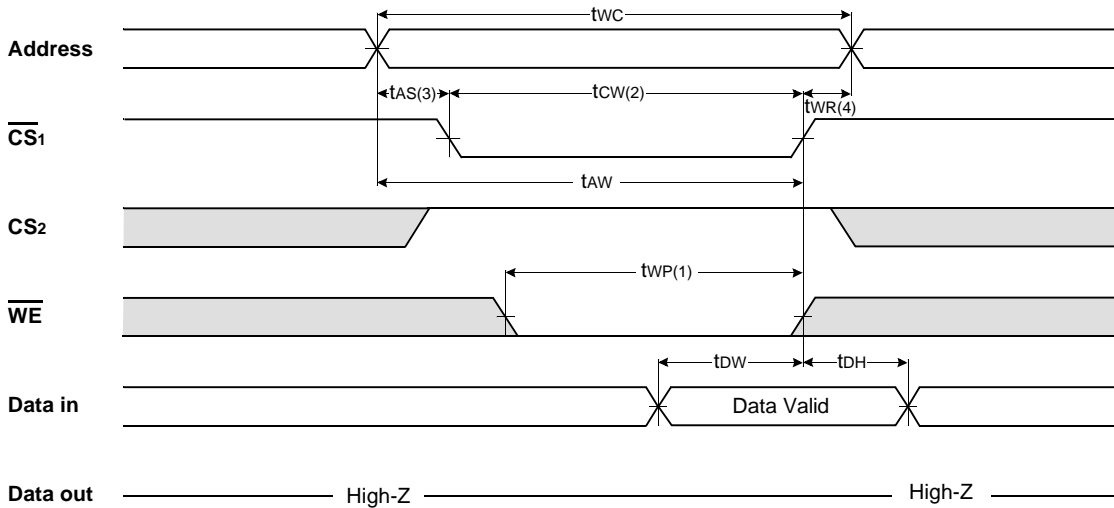 tWC
Address
tAS(3) tCW(2) tWR(4)
CS1
tAW
CS2
tWP(1)
WE
tDW tDH
Data in Data Valid
Data out High-Z High-Z